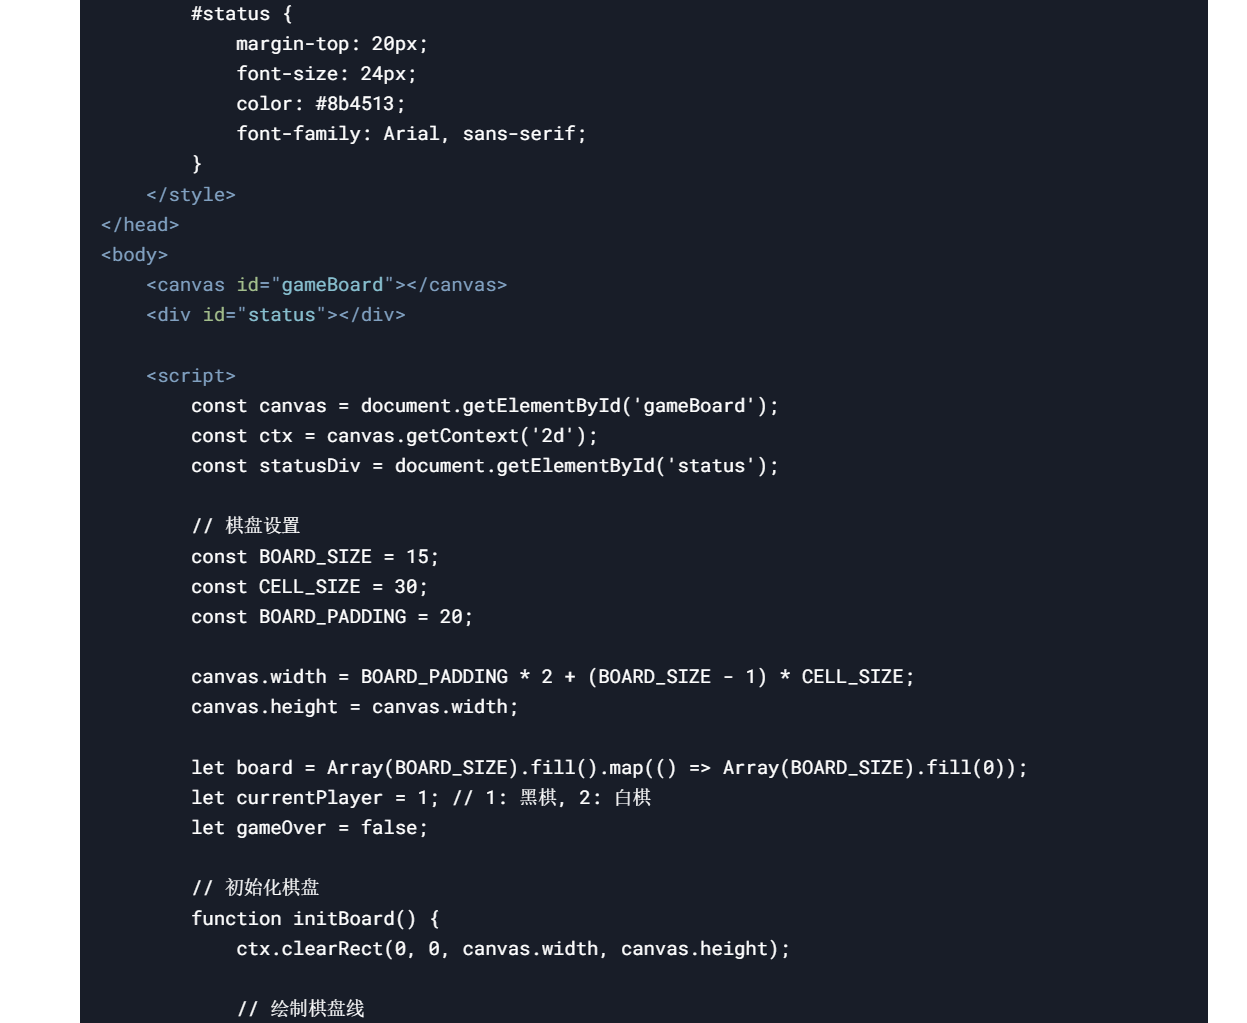 #status {
margin-top: 20px;
font-size: 24px;
color: #8b4513;
font-family: Arial, sans-serif;
}
</style>
</head>
<body>
<canvas id="gameBoard"></canvas>
<div id="status"></div>
<script>
const canvas = document.getElementById('gameBoard');
const ctx = canvas.getContext('2d');
const statusDiv = document.getElementById('status');
// 棋盘设置
const BOARD_SIZE = 15;
const CELL_SIZE = 30;
const BOARD_PADDING = 20;
canvas.width = BOARD_PADDING * 2 + (BOARD_SIZE - 1) * CELL_SIZE;
canvas.height = canvas.width;
let board = Array(BOARD_SIZE).fill().map(() => Array(BOARD_SIZE).fill(0));
let currentPlayer = 1; // 1: 黑棋, 2: 白棋
let gameOver = false;
// 初始化棋盘
function initBoard() {
ctx.clearRect(0, 0, canvas.width, canvas.height);
// 绘制棋盘线